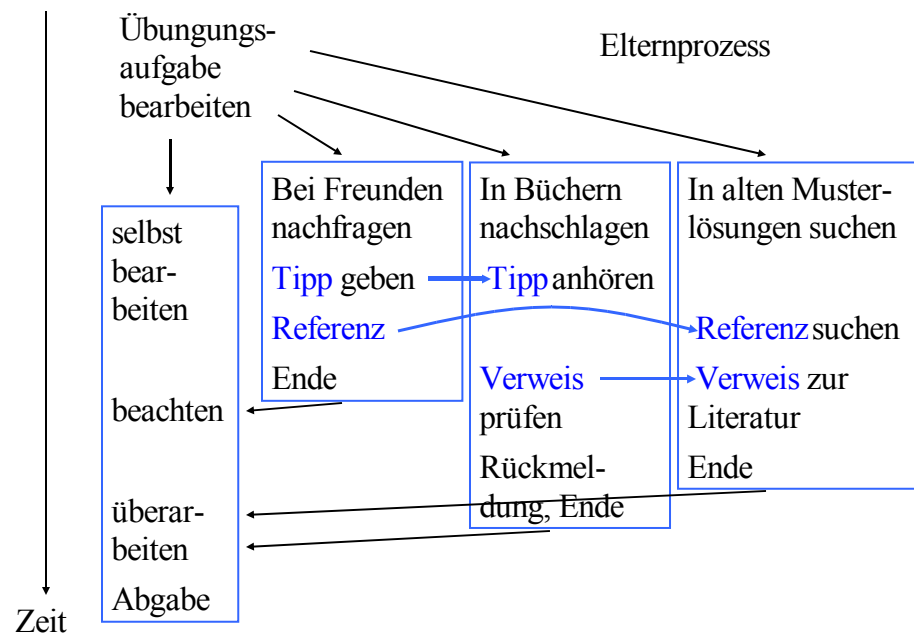 Übungungs-
aufgabe
bearbeiten
Elternprozess
selbst
bear-
beiten
beachten
überar-
beiten
Abgabe
Bei Freunden
nachfragen
Tipp geben
Referenz
Ende
In Büchern
nachschlagen
Tipp anhören
Verweis
prüfen
Rückmel-
dung, Ende
In alten Muster-
lösungen suchen
Referenz suchen
Verweis zur
Literatur
Ende
Zeit